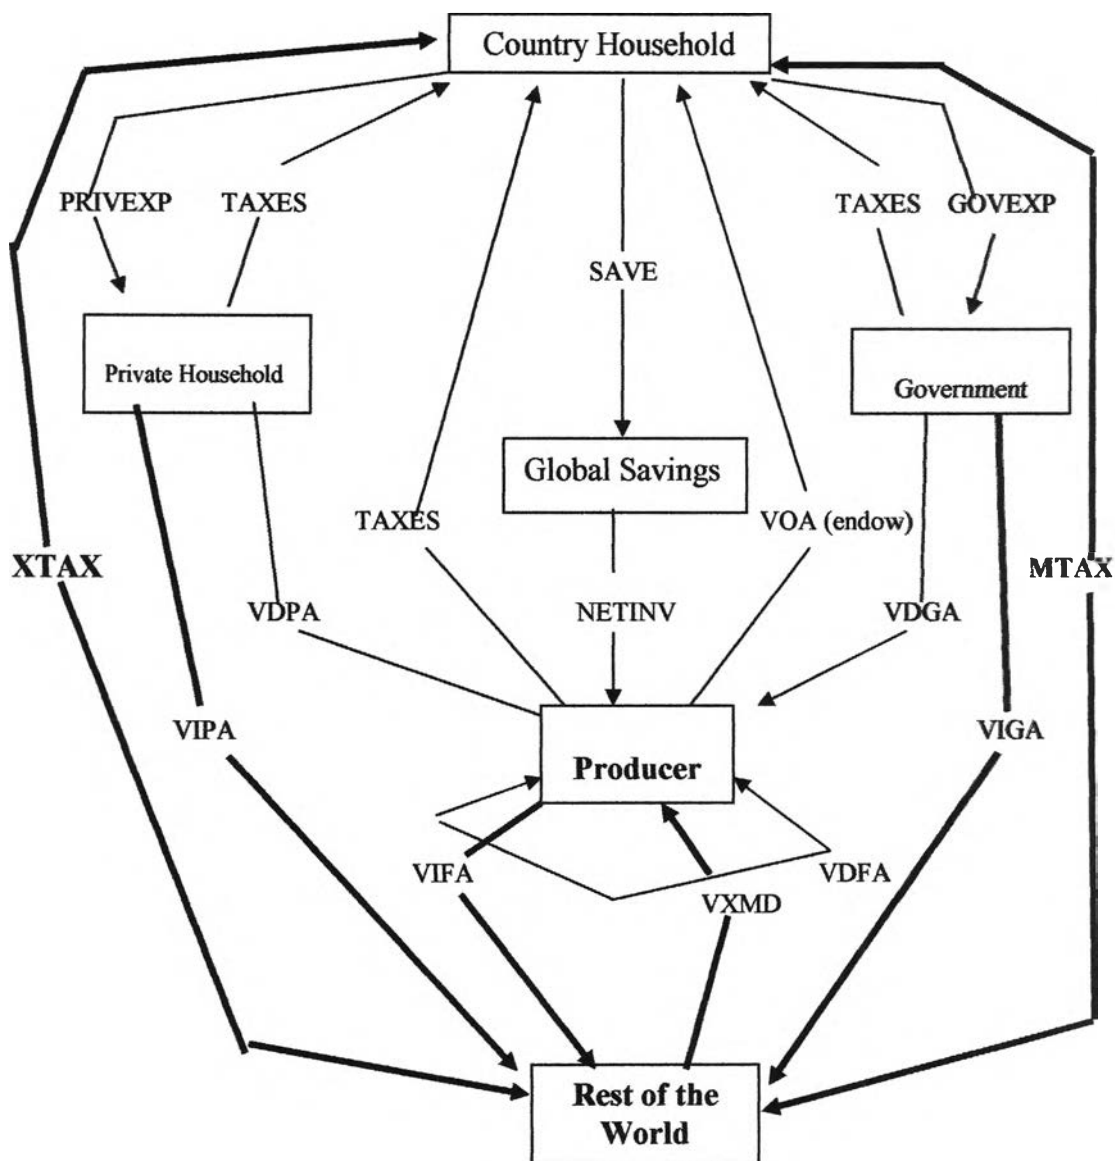 Country Household
PRIVEXP
TAXES
TAXES
GOVEXP
SAVE
Private Household
Government
Global Savings
TAXES
VOA (endow)
XTAX
MTAX
VDPA
NETINV
VDGA
VIPA
VIGA
Producer
VIFA
VDFA
VXMD
Rest of the
World